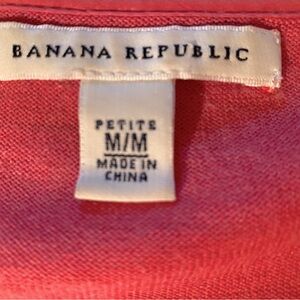 BANANA REPUBLIC
PETITE
M/M
MADE IN
CHINA